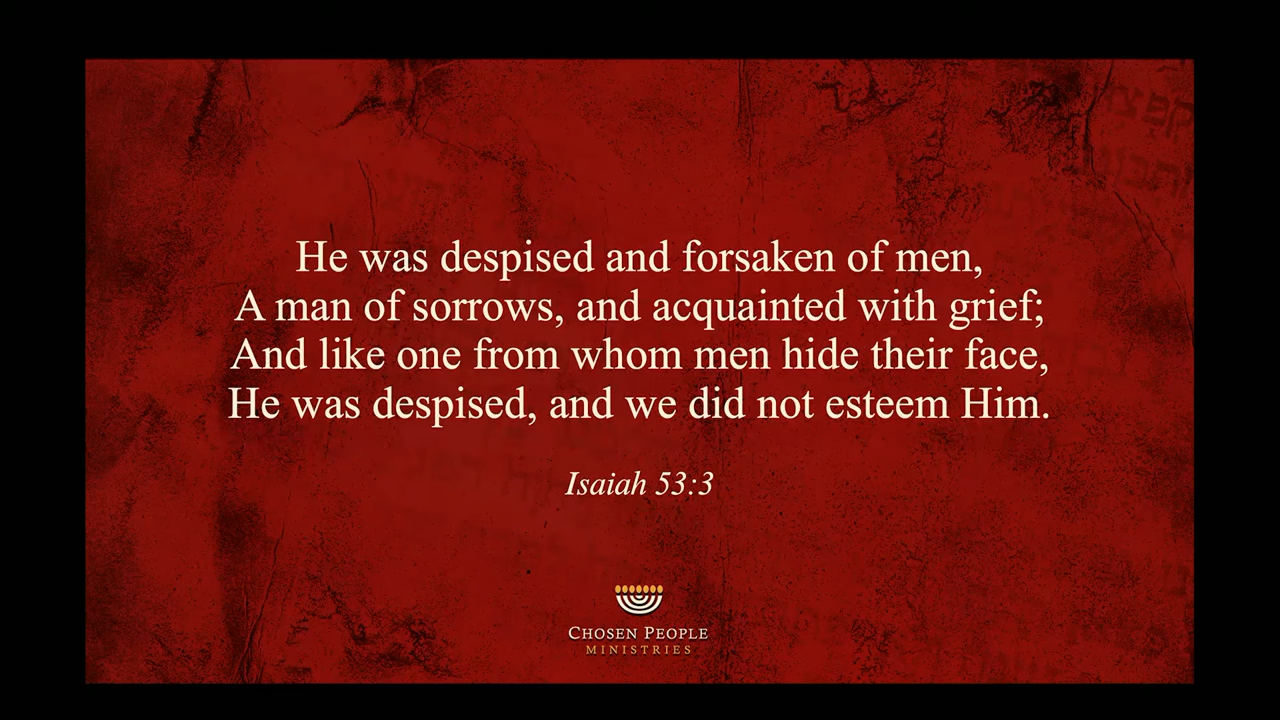 He was despised and forsaken of men,
A man of sorrows, and acquainted with grief;
And like one from whom men hide their face,
He was despised, and we did not esteem Him.
Isaiah 53:3
CHOSEN PEOPLE
MINISTRIES